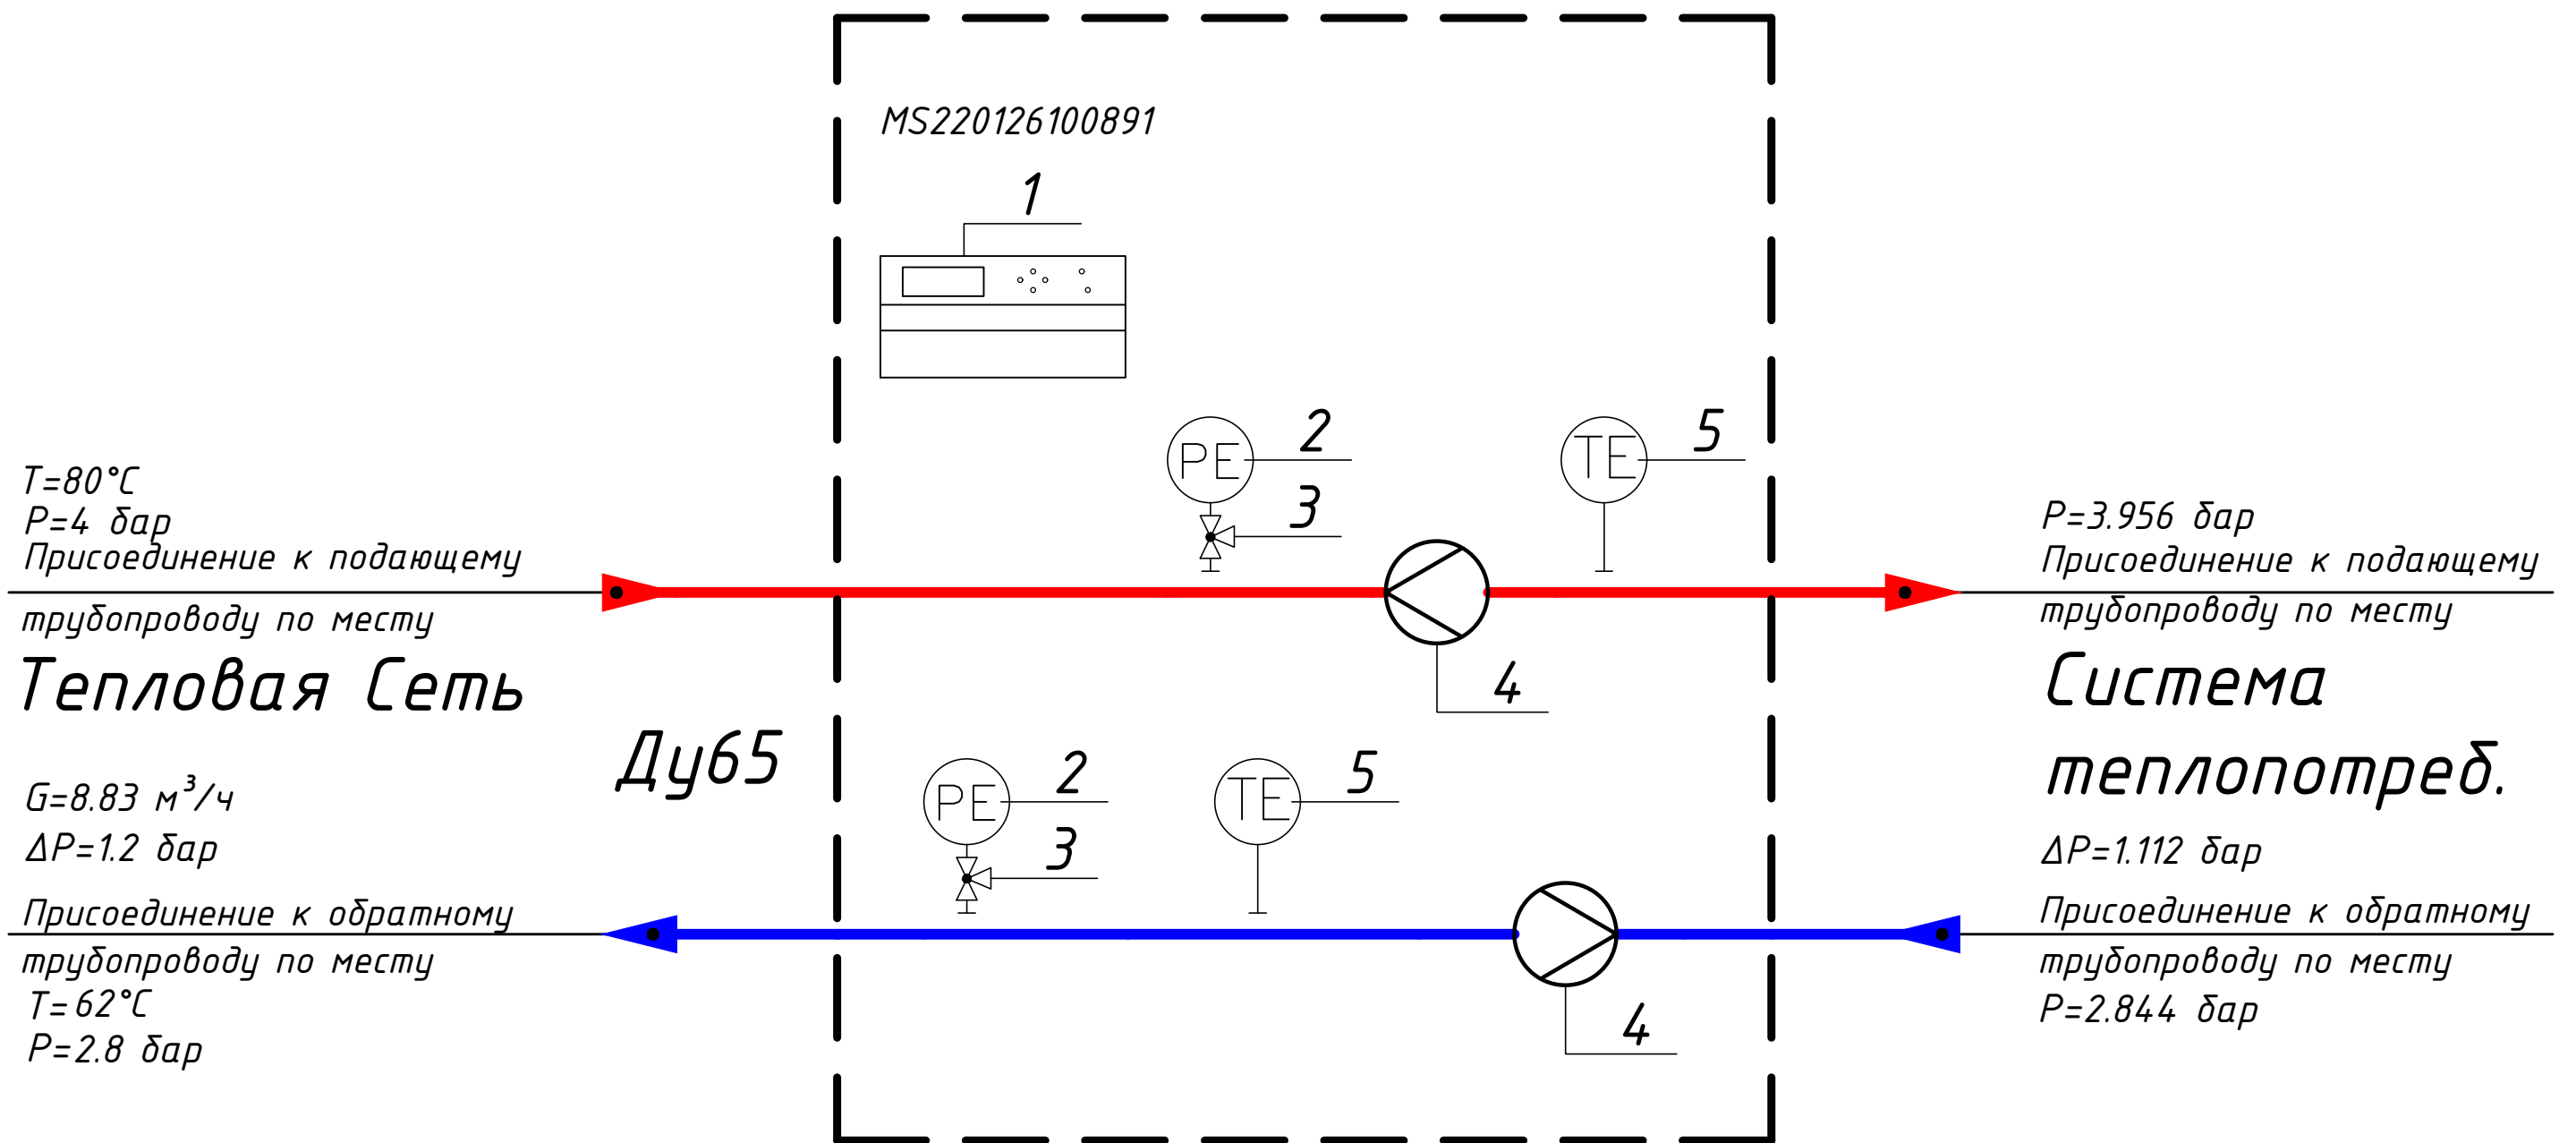 MS220126100891
1
2
PE
3
5
TE
4
T=80°C
P=4 бар
Присоединение к подающему
трубопроводу по месту
Тепловая Сеть
Ду65
G=8.83 м³/ч
ΔP=1.2 бар
Присоединение к обратному
трубопроводу по месту
T=62°C
P=2.8 бар
2
PE
3
5
TE
4
P=3.956 бар
Присоединение к подающему
трубопроводу по месту
Система
теплопотреб.
ΔP=1.112 бар
Присоединение к обратному
трубопроводу по месту
P=2.844 бар